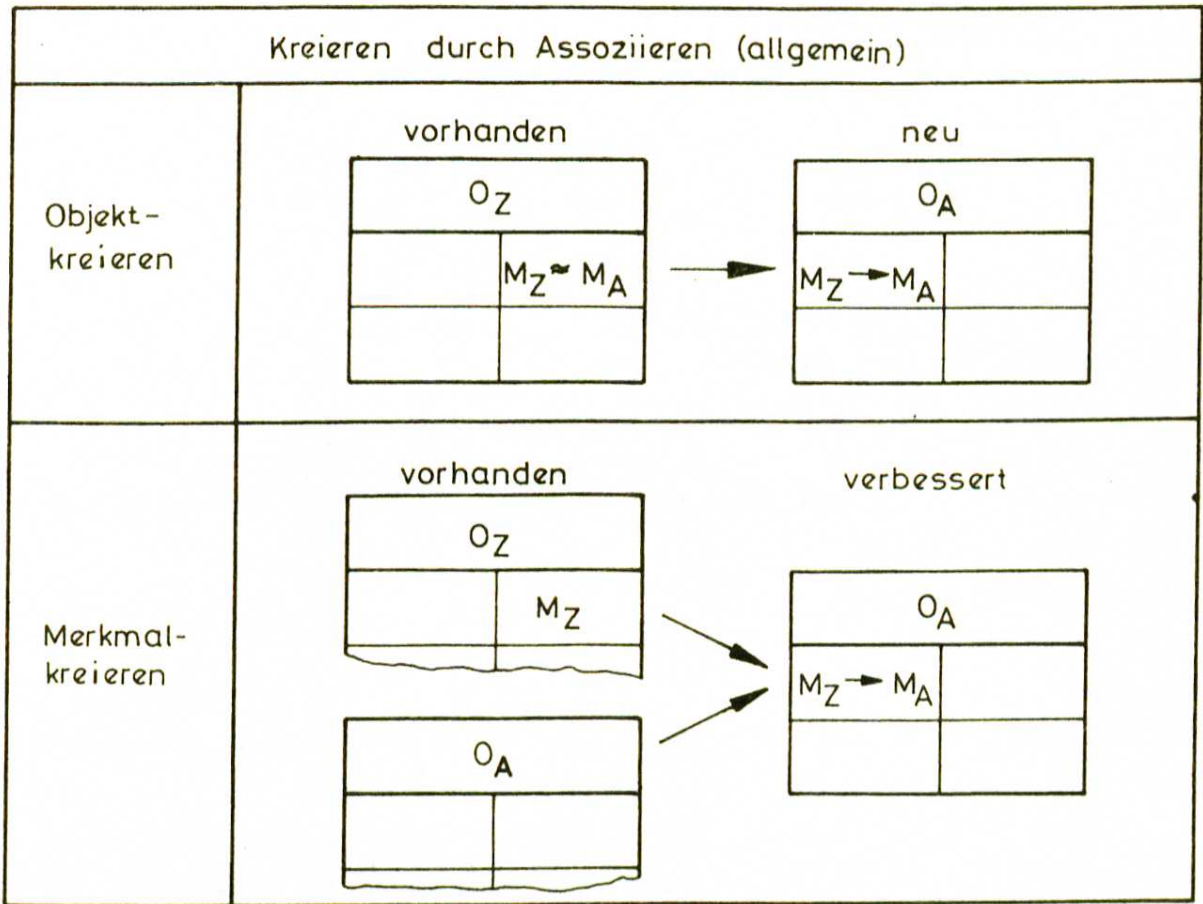 Kreieren durch Assoziieren (allgemein)
Objekt-
kreieren
vorhanden
neu
O_Z
O_A
M_Z ≈ M_A
M_Z → M_A
Merkmal-
kreieren
vorhanden
verbessert
O_Z
M_Z
O_A
O_A
M_Z → M_A